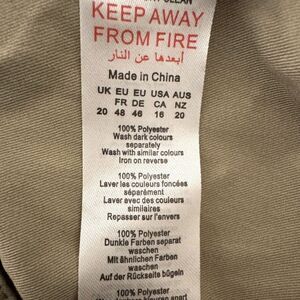 CLEAN
KEEP AWAY
FROM FIRE
أبعدها عن النار
Made in China
UK EU EU USA AUS
FR DE CA NZ
20 48 46 16 20
100% Polyester
Wash dark colours
separately
Wash with similar colours
Iron on reverse
100% Polyester
Laver les couleurs foncées
séparément
Laver avec des couleurs
similaires
Repasser sur l'envers
100% Polyester
Dunkle Farben separat
waschen
Mit ähnlichen Farben
waschen
Auf der Rückseite bügeln
100% Polyester